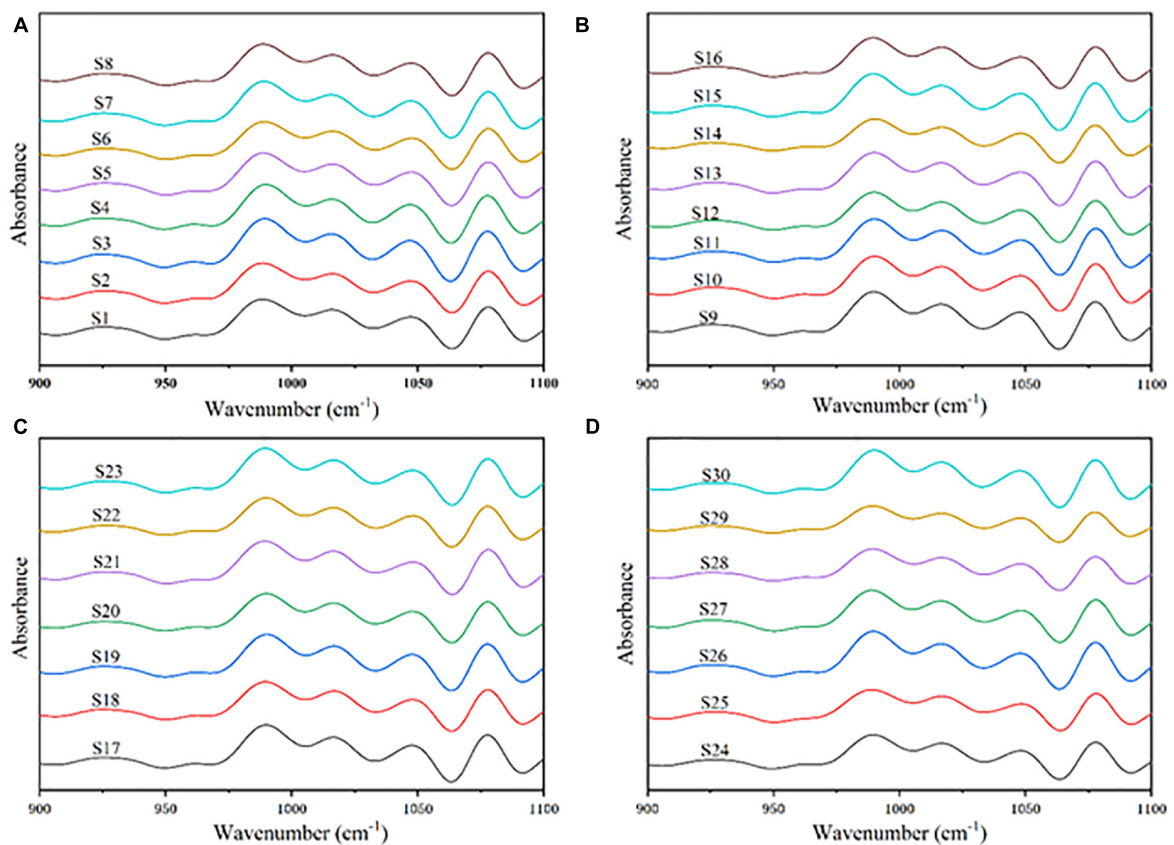 A
S8
S7
S6
S5
S4
S3
S2
S1
Absorbance
900
950
1000
1050
1100
Wavenumber (cm-1)
B
S16
S15
S14
S13
S12
S11
S10
S9
Absorbance
900
950
1000
1050
1100
Wavenumber (cm-1)
C
S23
S22
S21
S20
S19
S18
S17
Absorbance
900
950
1000
1050
1100
Wavenumber (cm-1)
D
S30
S29
S28
S27
S26
S25
S24
Absorbance
900
950
1000
1050
1100
Wavenumber (cm-1)